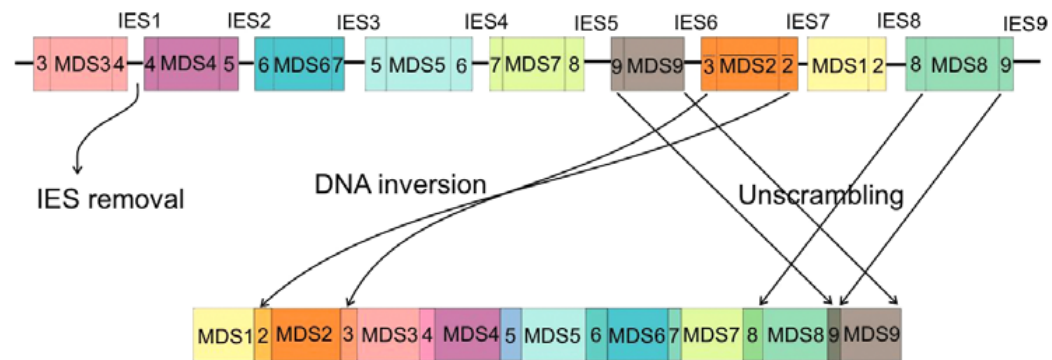 IES1 IES2 IES3 IES4 IES5 IES6 IES7 IES8 IES9
3 MDS3 4 4 MDS4 5 6 MDS6 7 5 MDS5 6 7 MDS7 8 9 MDS9 3 MDS2 2 MDS1 2 8 MDS8 9
IES removal
DNA inversion
Unscrambling
MDS1 2 MDS2 3 MDS3 4 MDS4 5 MDS5 6 MDS6 7 MDS7 8 MDS8 9 MDS9